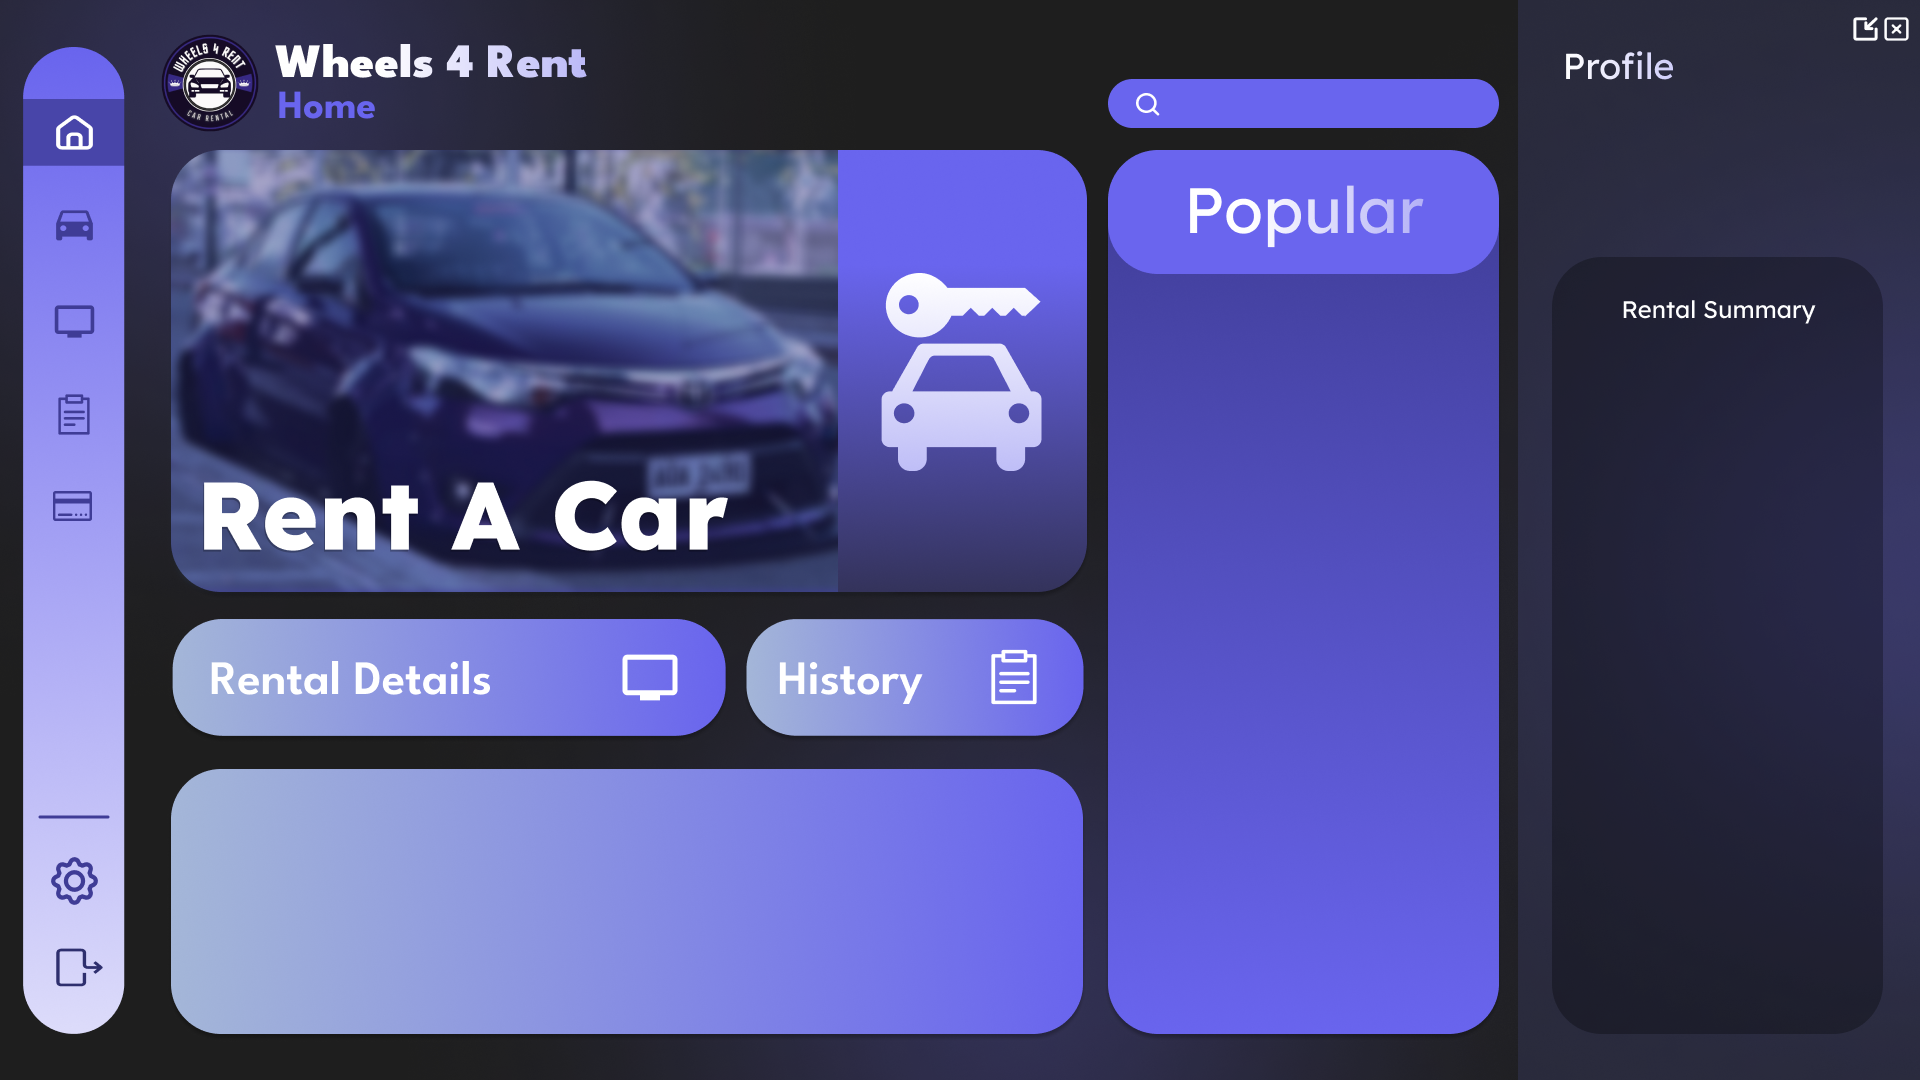 WHEELS 4 RENT
CAR RENTAL
Wheels 4 Rent
Home
Profile
Popular
Rental Summary
Rent A Car
Rental Details
History